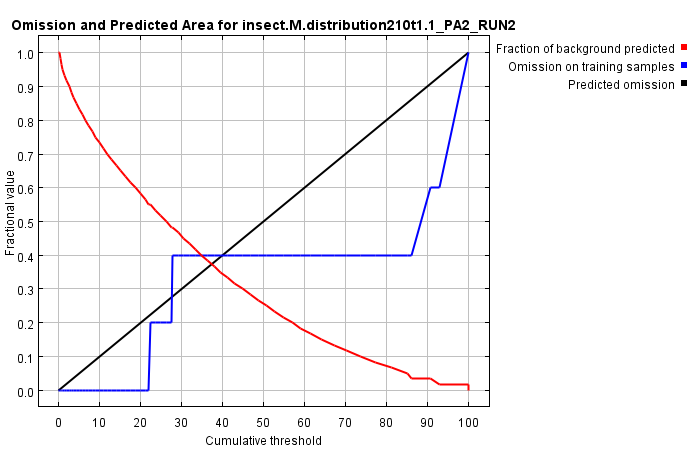 Omission and Predicted Area for insect.M.distribution210t1.1_PA2_RUN2
Fraction of background predicted
Omission on training samples
Predicted omission
1.0
0.9
0.8
0.7
0.6
0.5
0.4
0.3
0.2
0.1
0.0
Fractional value
0 10 20 30 40 50 60 70 80 90 100
Cumulative threshold